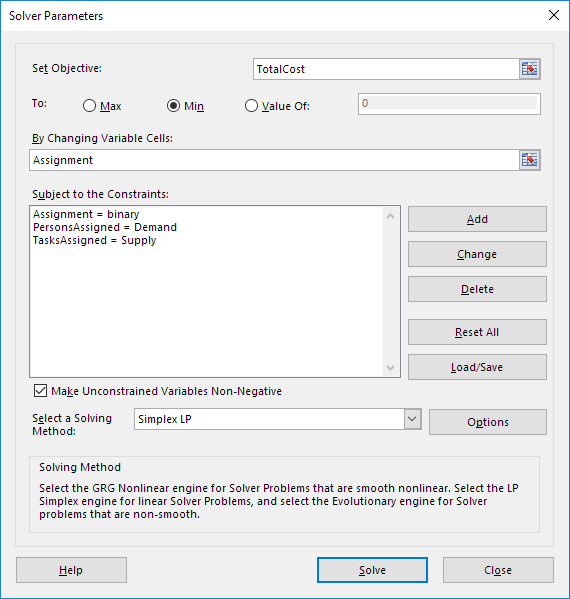 Solver Parameters
Set Objective: TotalCost
To: Max Min Value Of: 0
By Changing Variable Cells:
Assignment
Subject to the Constraints:
Assignment = binary
PersonsAssigned = Demand
TasksAssigned = Supply
Add
Change
Delete
Reset All
Load/Save
Make Unconstrained Variables Non-Negative
Select a Solving
Method:
Simplex LP
Options
Solving Method
Select the GRG Nonlinear engine for Solver Problems that are smooth nonlinear. Select the LP
Simplex engine for linear Solver Problems, and select the Evolutionary engine for Solver
problems that are non-smooth.
Help
Solve
Close